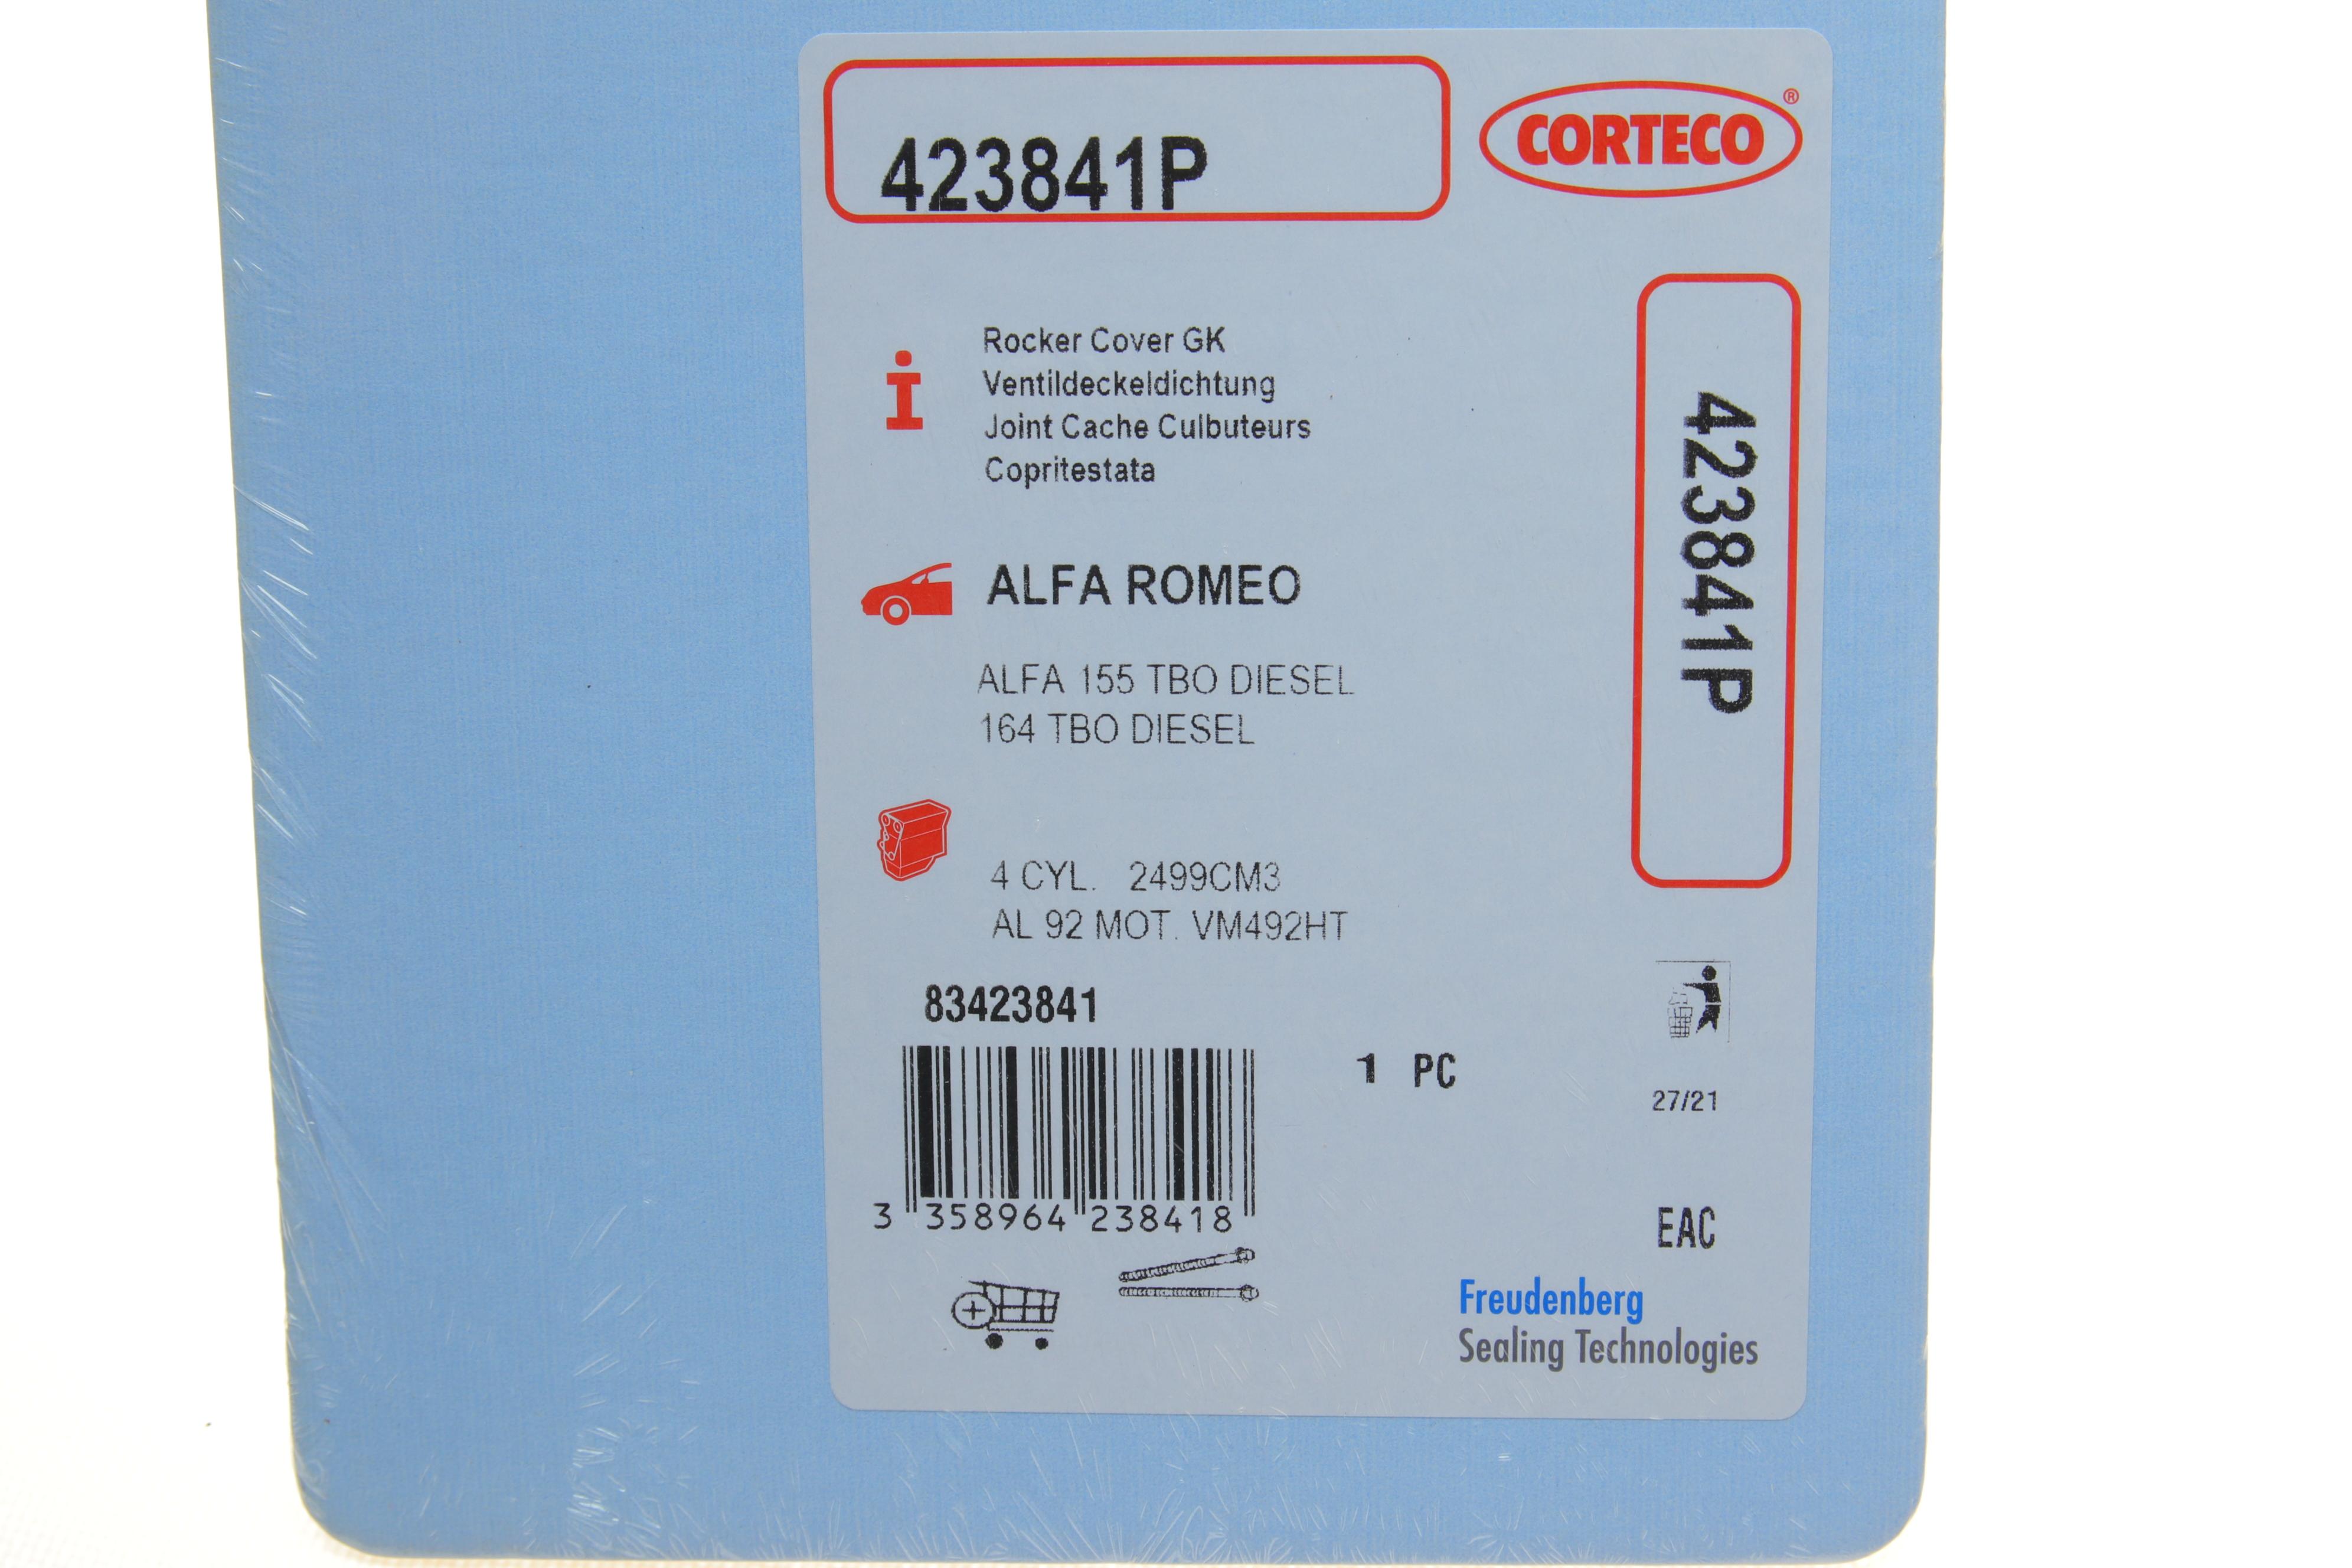 423841P
CORTECO®
Rocker Cover GK
Ventildeckeldichtung
Joint Cache Culbuteurs
Copritestata
423841P
ALFA ROMEO
ALFA 155 TBO DIESEL
164 TBO DIESEL
4 CYL. 2499CM3
AL 92 MOT. VM492HT
83423841
1 PC
27/21
3 358964 238418
EAC
Freudenberg
Sealing Technologies